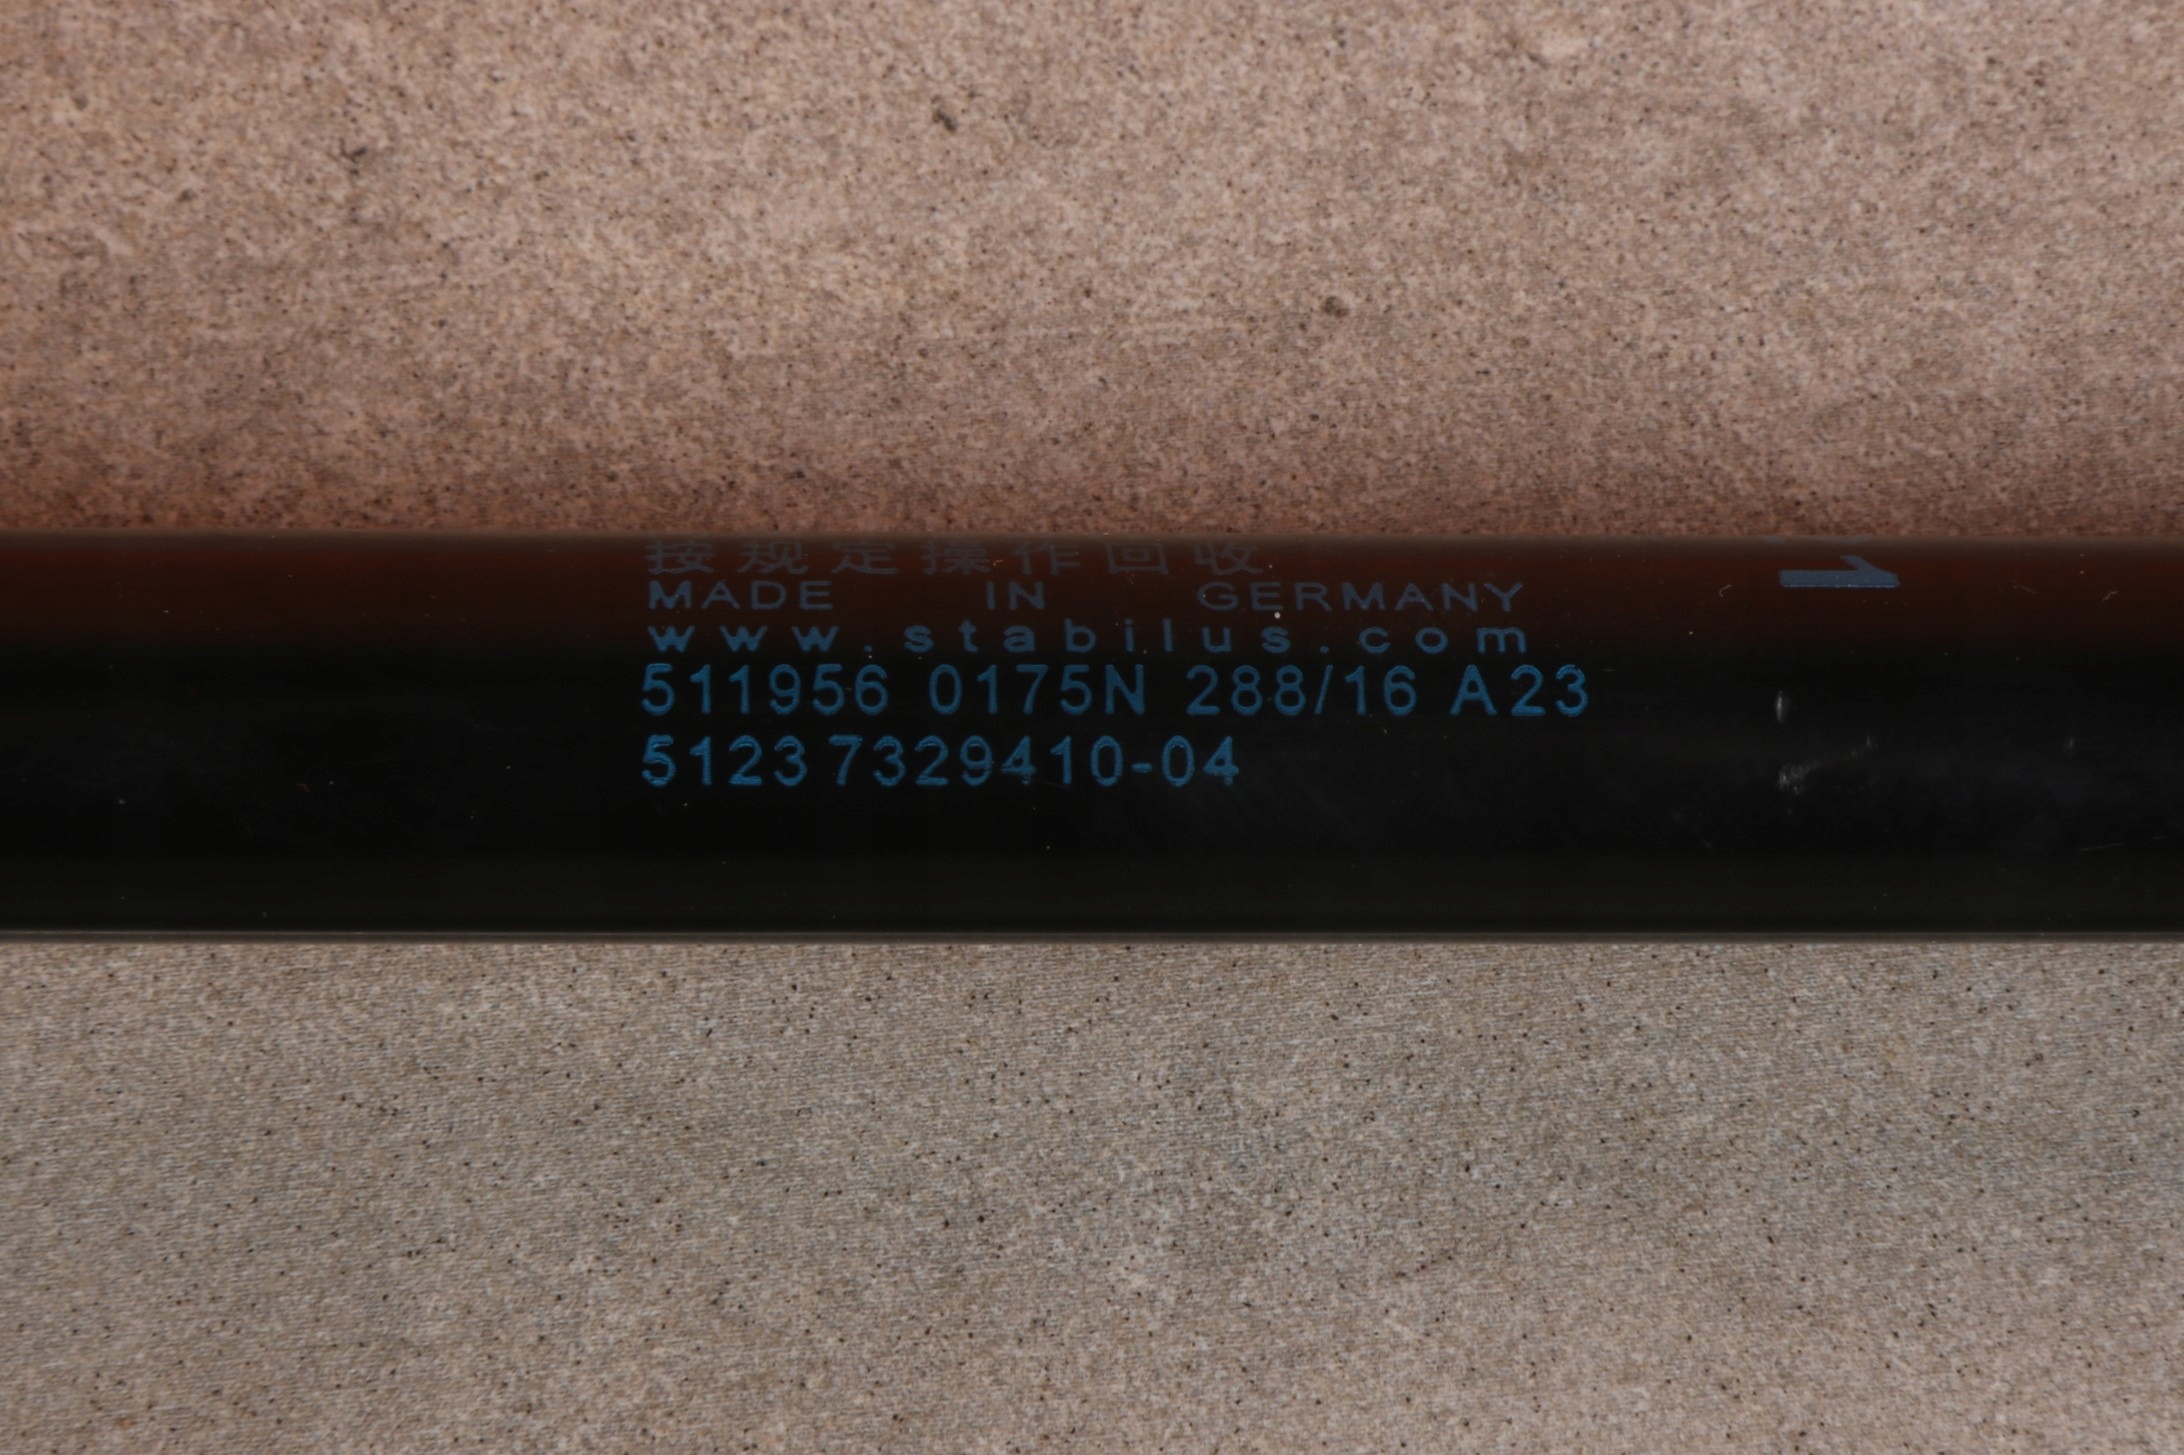 按规定操作回收
MADE IN GERMANY
www.stabilus.com
511956 0175N 288/16 A23
5123 7329410-04
1